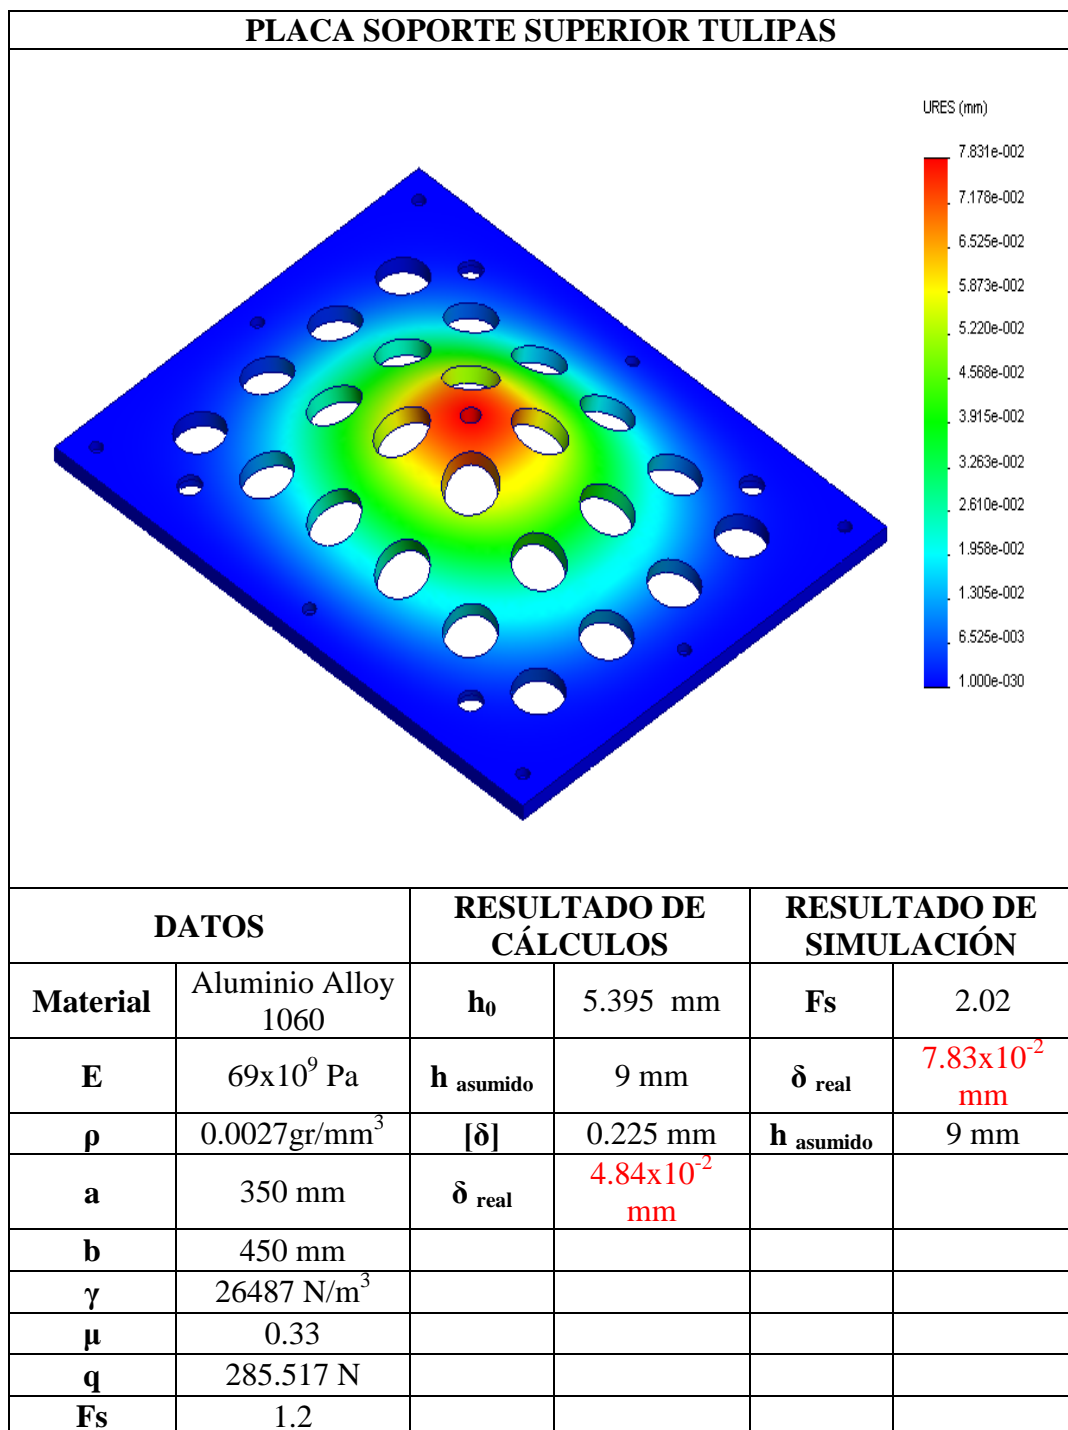 PLACA SOPORTE SUPERIOR TULIPAS
URES (mm)
7.831e-002
7.178e-002
6.525e-002
5.873e-002
5.220e-002
4.568e-002
3.915e-002
3.263e-002
2.610e-002
1.958e-002
1.305e-002
6.525e-003
1.000e-030
DATOS RESULTADO DE CÁLCULOS RESULTADO DE SIMULACIÓN
Material Aluminio Alloy 1060 h₀ 5.395 mm Fs 2.02
E 69x10⁹ Pa h asumido 9 mm δ real 7.83x10⁻² mm
ρ 0.0027gr/mm³ [δ] 0.225 mm h asumido 9 mm
a 350 mm δ real 4.84x10⁻² mm
b 450 mm
γ 26487 N/m³
μ 0.33
q 285.517 N
Fs 1.2